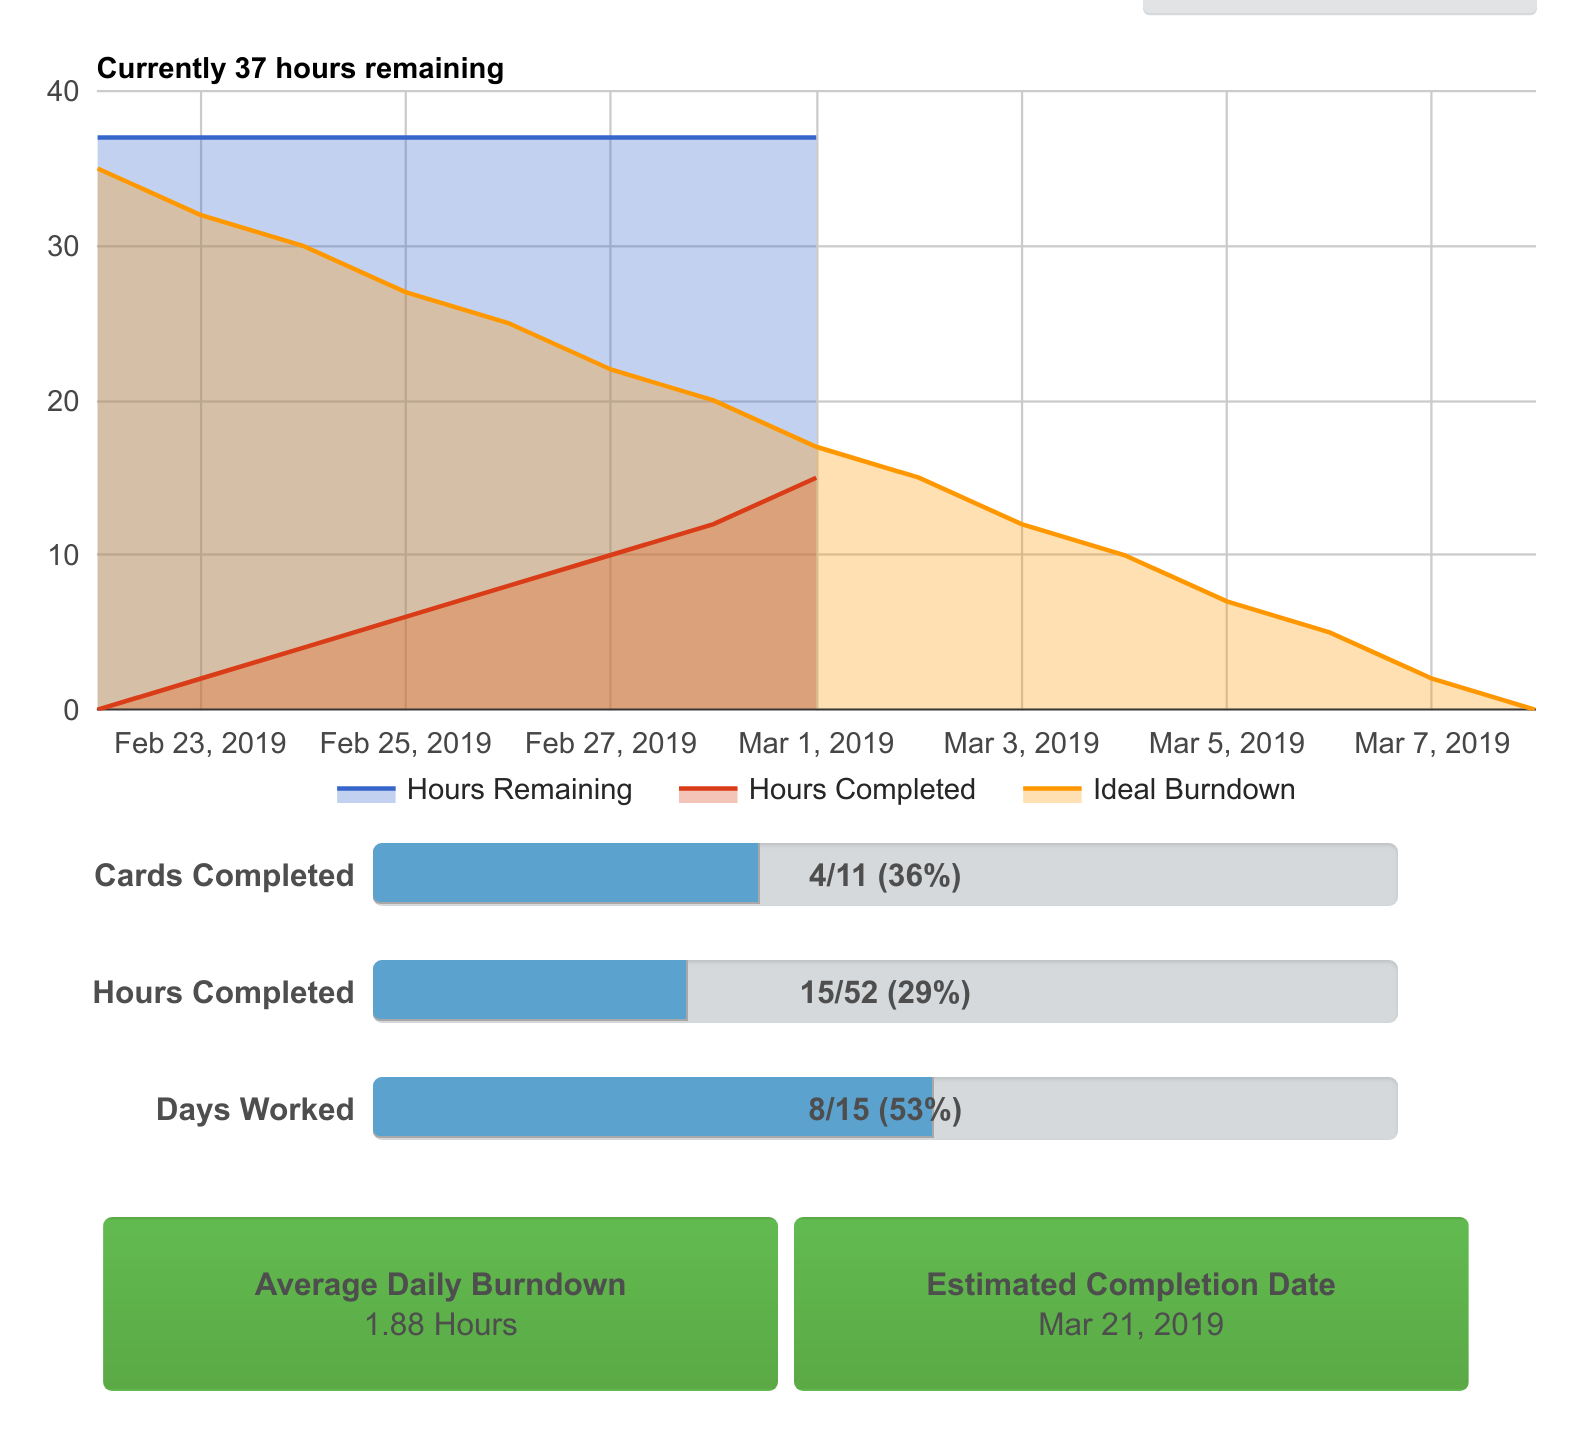 Currently 37 hours remaining
40
30
20
10
0
Feb 23, 2019 Feb 25, 2019 Feb 27, 2019 Mar 1, 2019 Mar 3, 2019 Mar 5, 2019 Mar 7, 2019
Hours Remaining Hours Completed Ideal Burndown
Cards Completed 4/11 (36%)
Hours Completed 15/52 (29%)
Days Worked 8/15 (53%)
Average Daily Burndown
1.88 Hours
Estimated Completion Date
Mar 21, 2019